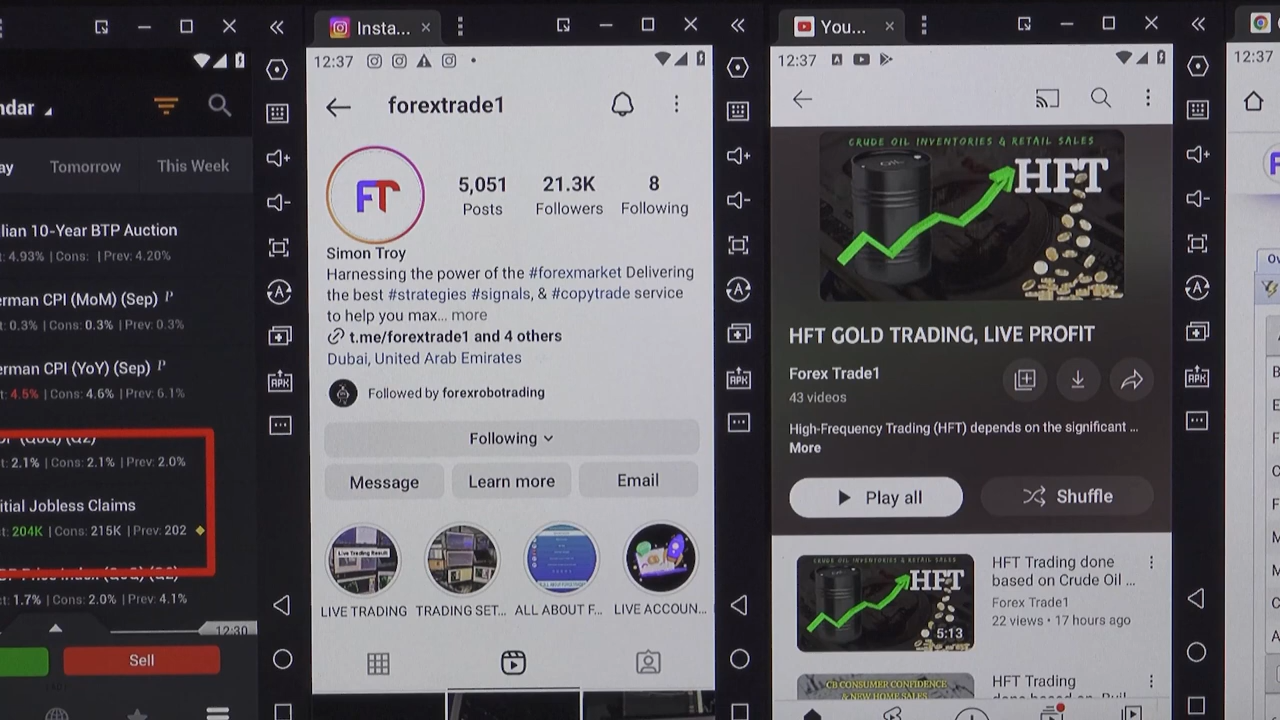 ndar
ay
Tomorrow
This Week
lian 10-Year BTP Auction
t: 4.93% | Cons: | Prev: 4.20%
erman CPI (MoM) (Sep) P
t: 0.3% | Cons: 0.3% | Prev: 0.3%
erman CPI (YoY) (Sep) P
t: 4.5% | Cons: 4.6% | Prev: 6.1%
t: 2.1% | Cons: 2.1% | Prev: 2.0%
itial Jobless Claims
t: 204K | Cons: 215K | Prev: 202
t: 1.7% | Cons: 2.0% | Prev: 4.1%
12:30
Sell
Insta...
12:37
forextrade1
FT
5,051
21.3K
8
Posts
Followers
Following
Simon Troy
Harnessing the power of the #forexmarket Delivering
the best #strategies #signals, & #copytrade service
to help you max... more
t.me/forextrade1 and 4 others
Dubai, United Arab Emirates
Followed by forexrobotrading
Following
Message
Learn more
Email
Live Trading Result
LIVE TRADING
TRADING SET...
ALL ABOUT F...
LIVE ACCOUN...
APK
You...
12:37
CRUDE OIL INVENTORIES & RETAIL SALES
HFT
HFT GOLD TRADING, LIVE PROFIT
Forex Trade1
43 videos
High-Frequency Trading (HFT) depends on the significant ...
More
Play all
Shuffle
CRUDE OIL INVENTORIES & RETAIL SALES
HFT
5:13
HFT Trading done
based on Crude Oil ...
Forex Trade1
22 views • 17 hours ago
CB CONSUMER CONFIDENCE
& NEW HOME SALES
HFT Trading
APK
APK
12:37